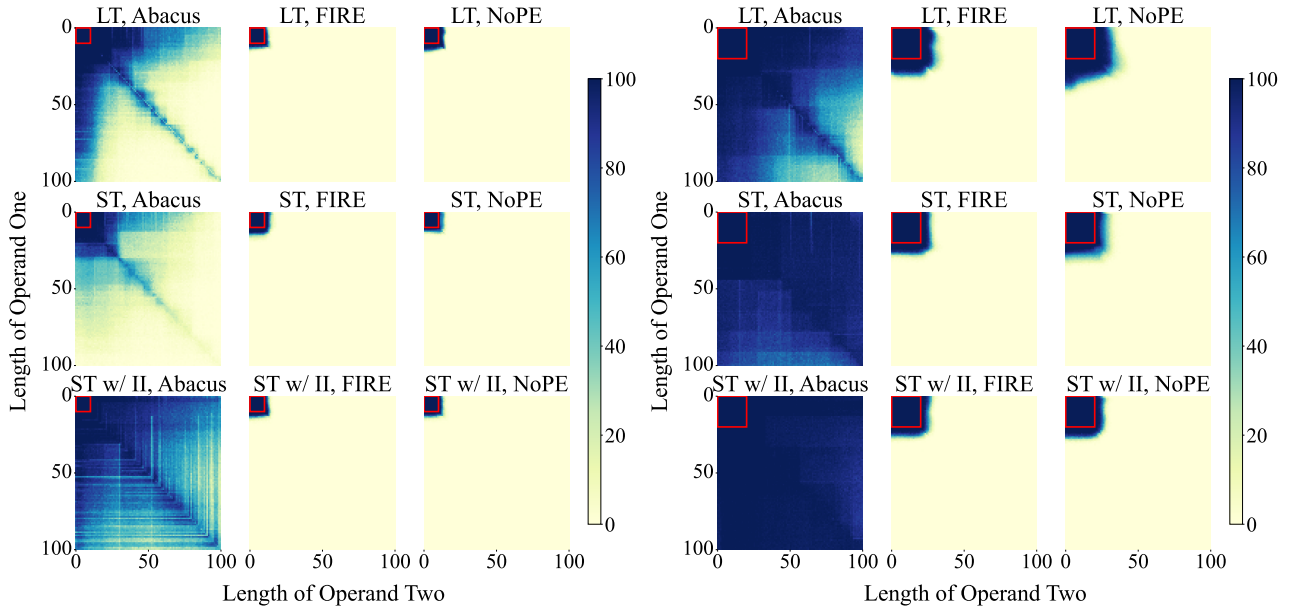 LT, Abacus
LT, FIRE
LT, NoPE
0
50
100
ST, Abacus
ST, FIRE
ST, NoPE
0
50
100
ST w/ II, Abacus
ST w/ II, FIRE
ST w/ II, NoPE
0
50
100
0
50
100
0
50
100
0
50
100
Length of Operand One
Length of Operand Two
100
80
60
40
20
0
LT, Abacus
LT, FIRE
LT, NoPE
0
50
100
ST, Abacus
ST, FIRE
ST, NoPE
0
50
100
ST w/ II, Abacus
ST w/ II, FIRE
ST w/ II, NoPE
0
50
100
0
50
100
0
50
100
0
50
100
Length of Operand One
Length of Operand Two
100
80
60
40
20
0